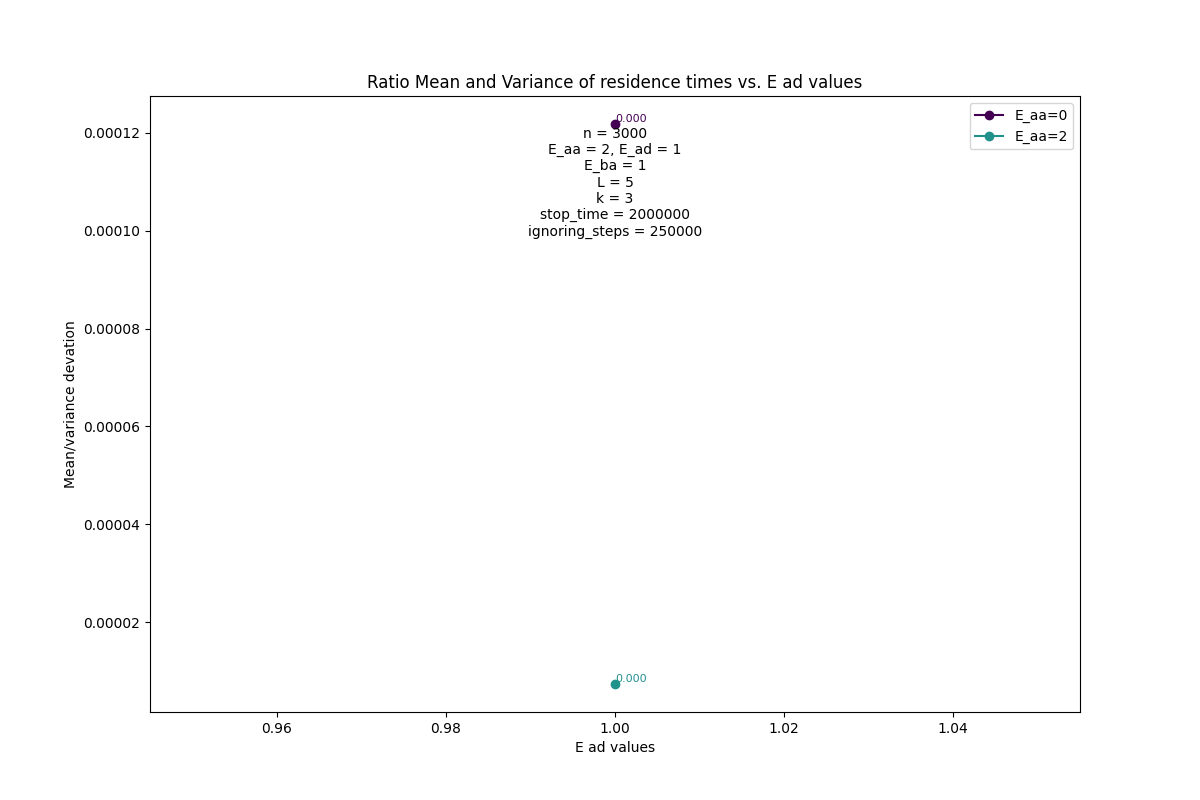 Ratio Mean and Variance of residence times vs. E ad values
0.000
E_aa=0
E_aa=2
n = 3000
E_aa = 2, E_ad = 1
E_ba = 1
L = 5
k = 3
stop_time = 2000000
ignoring_steps = 250000
0.00012
0.00010
0.00008
0.00006
0.00004
0.00002
Mean/variance devation
0.000
0.96
0.98
1.00
1.02
1.04
E ad values